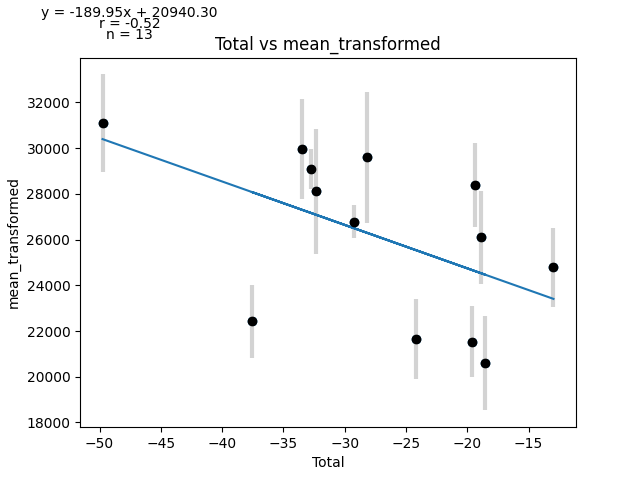 y = -189.95x + 20940.30
r = -0.52
n = 13
Total vs mean_transformed
32000
30000
28000
26000
24000
22000
20000
18000
mean_transformed
−50
−45
−40
−35
−30
−25
−20
−15
Total